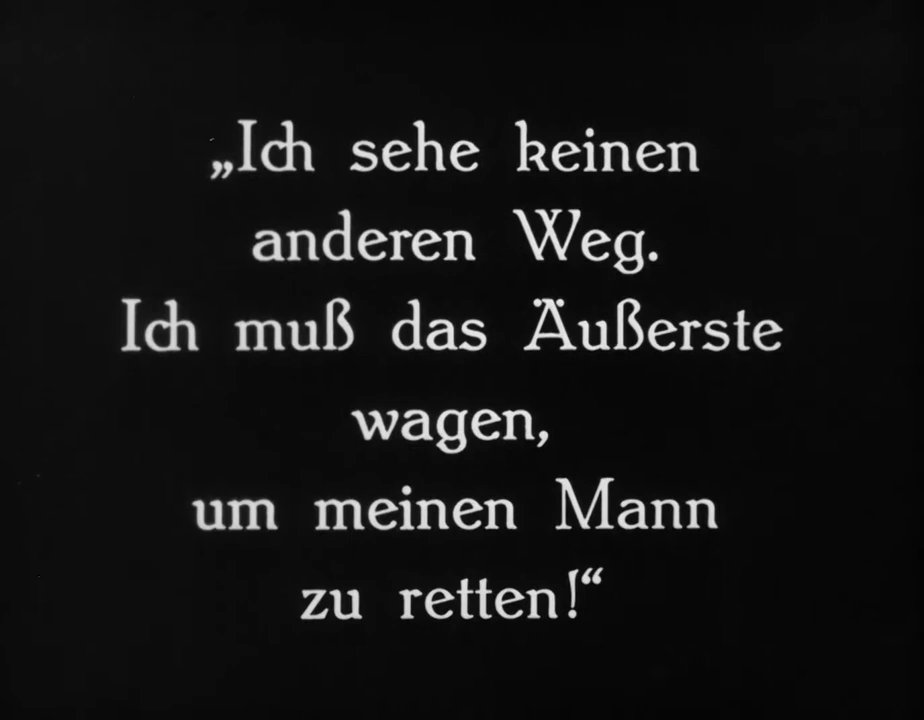 „Ich sehe keinen
anderen Weg.
Ich muß das Äußerste
wagen,
um meinen Mann
zu retten!“